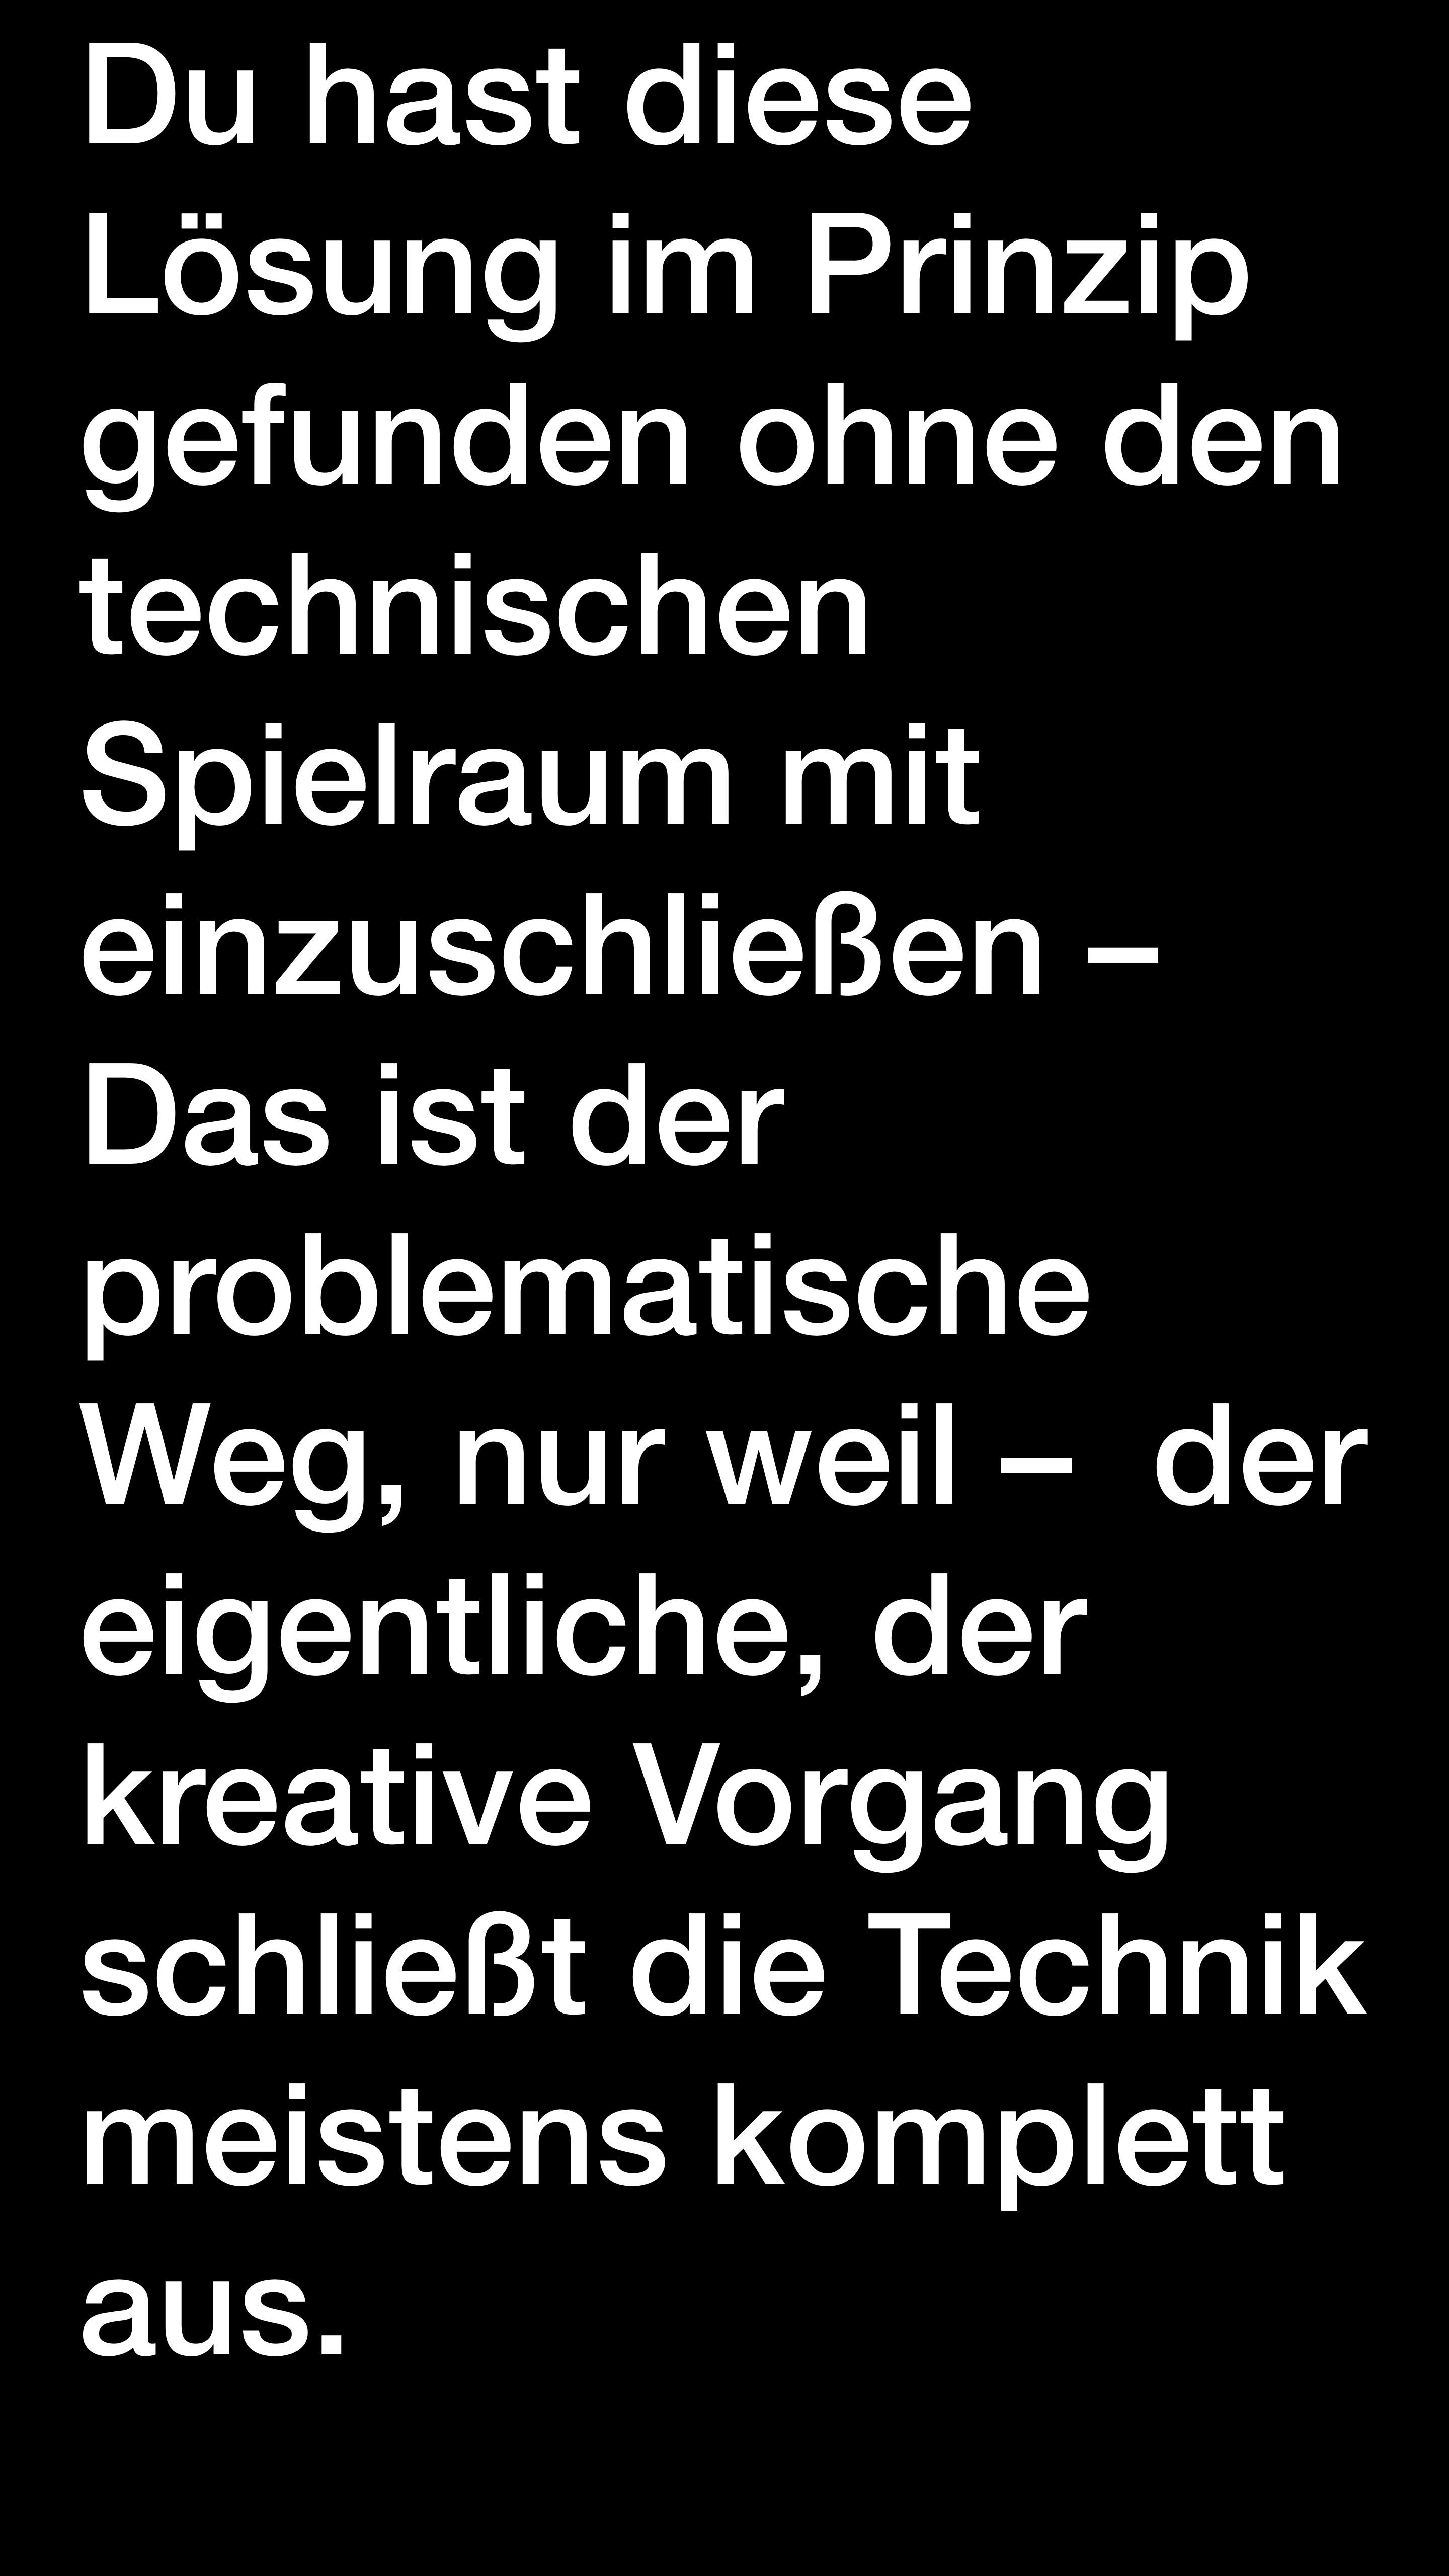 Du hast diese
Lösung im Prinzip
gefunden ohne den
technischen
Spielraum mit
einzuschließen –
Das ist der
problematische
Weg, nur weil –  der
eigentliche, der
kreative Vorgang
schließt die Technik
meistens komplett
aus.